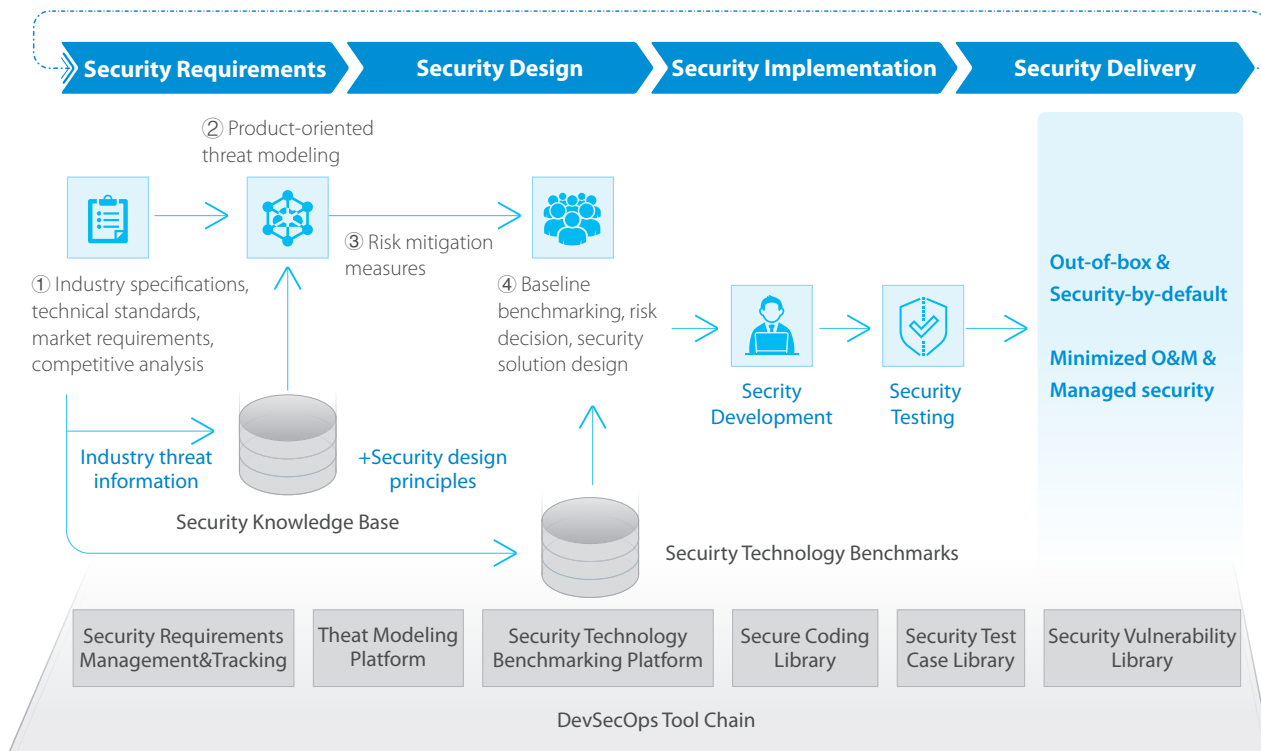 Security Requirements
Security Design
Security Implementation
Security Delivery
② Product-oriented
threat modeling
③ Risk mitigation
measures
① Industry specifications,
technical standards,
market requirements,
competitive analysis
④ Baseline
benchmarking, risk
decision, security
solution design
Secrity
Development
Security
Testing
Out-of-box &
Security-by-default
Minimized O&M &
Managed security
Industry threat
information
+Security design
principles
Security Knowledge Base
Secuirty Technology Benchmarks
Security Requirements
Management&Tracking
Theat Modeling
Platform
Security Technology
Benchmarking Platform
Secure Coding
Library
Security Test
Case Library
Security Vulnerability
Library
DevSecOps Tool Chain